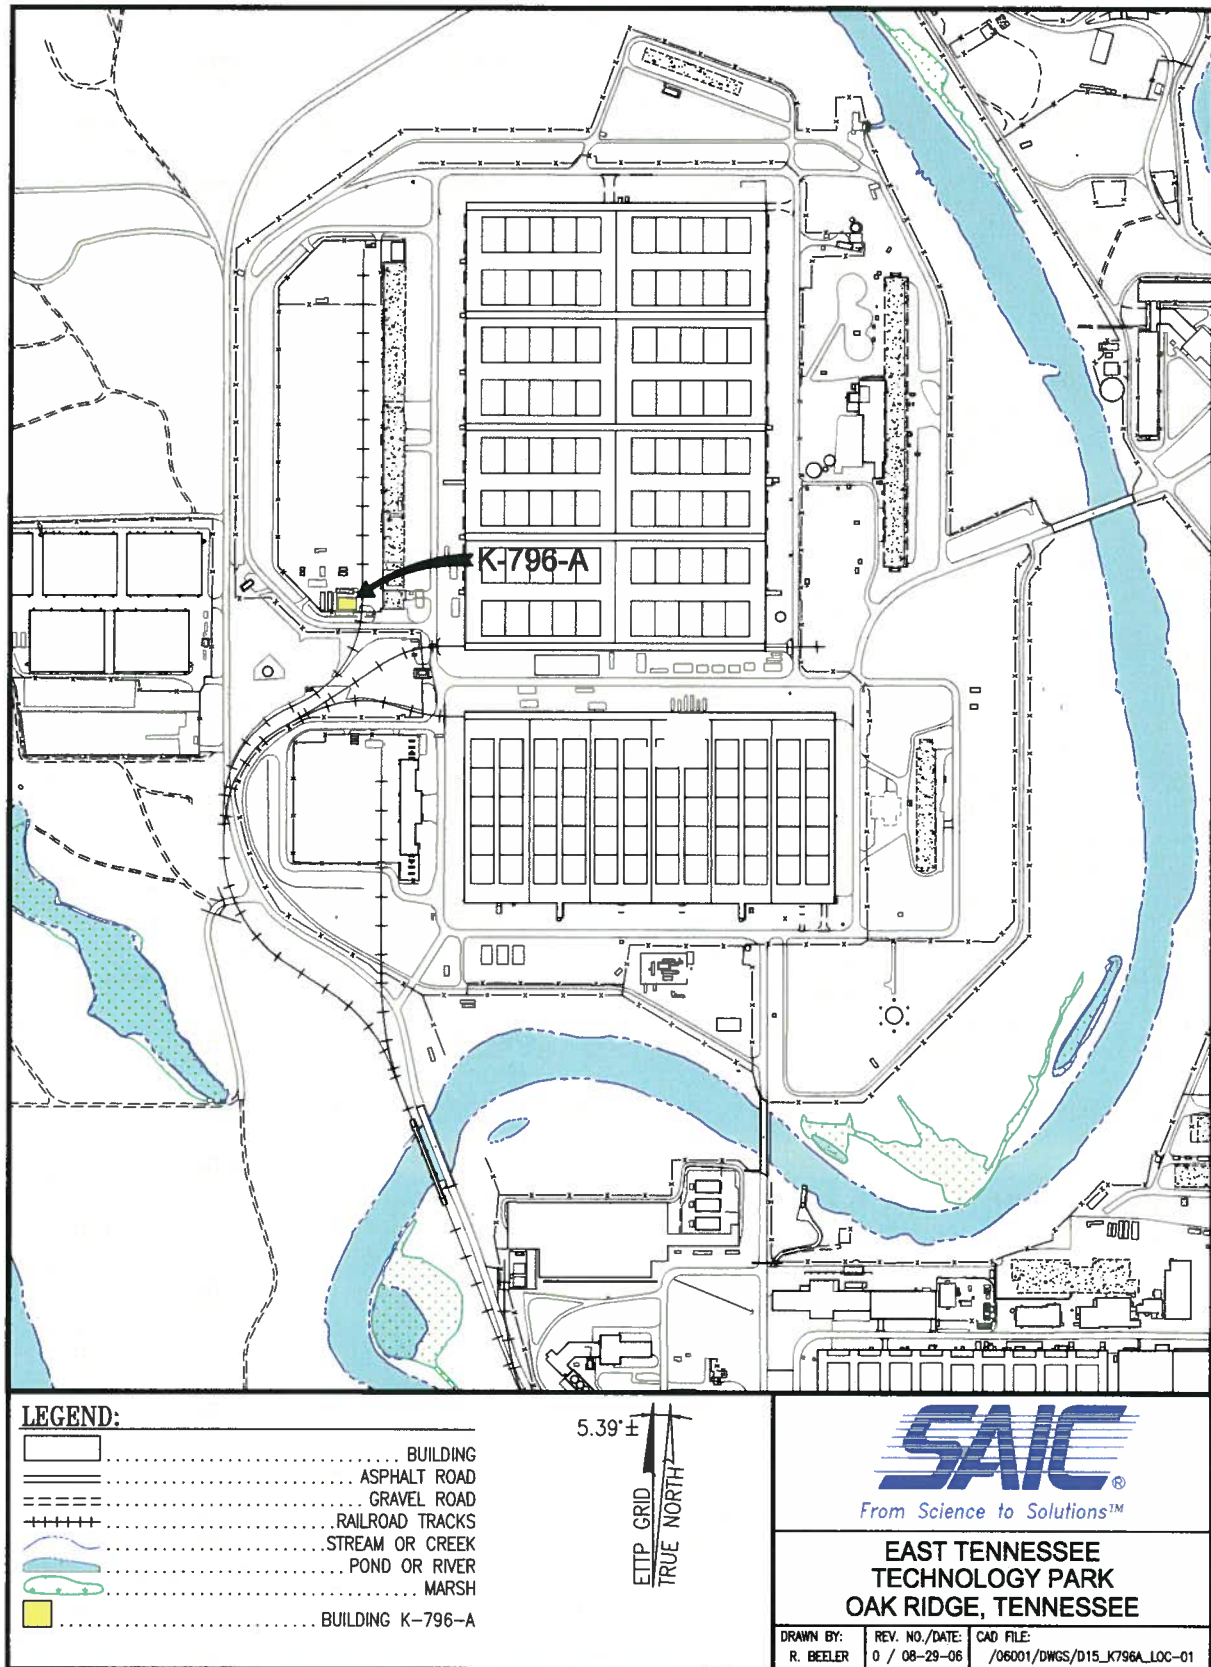 K-796-A
LEGEND:
BUILDING
ASPHALT ROAD
GRAVEL ROAD
RAILROAD TRACKS
STREAM OR CREEK
POND OR RIVER
MARSH
BUILDING K-796-A
5.39°±
ETTP GRID
TRUE NORTH
SAIC®
From Science to Solutions™
EAST TENNESSEE
TECHNOLOGY PARK
OAK RIDGE, TENNESSEE
DRAWN BY:
R. BEELER
REV. NO./DATE:
0 / 08-29-06
CAD FILE:
/06001/DWGS/D15_K796A_LOC-01